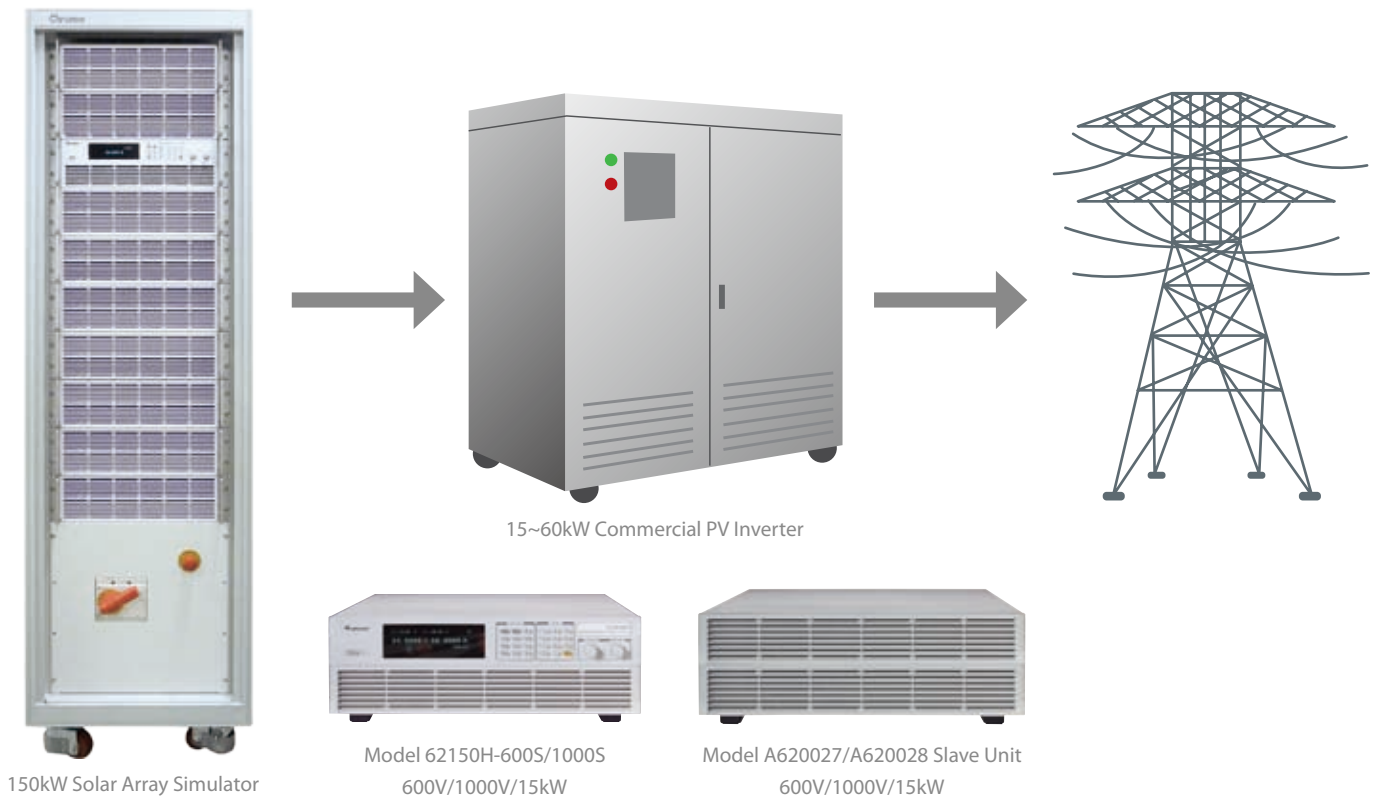 Chroma
15~60kW Commercial PV Inverter
150kW Solar Array Simulator
Model 62150H-600S/1000S
600V/1000V/15kW
Model A620027/A620028 Slave Unit
600V/1000V/15kW